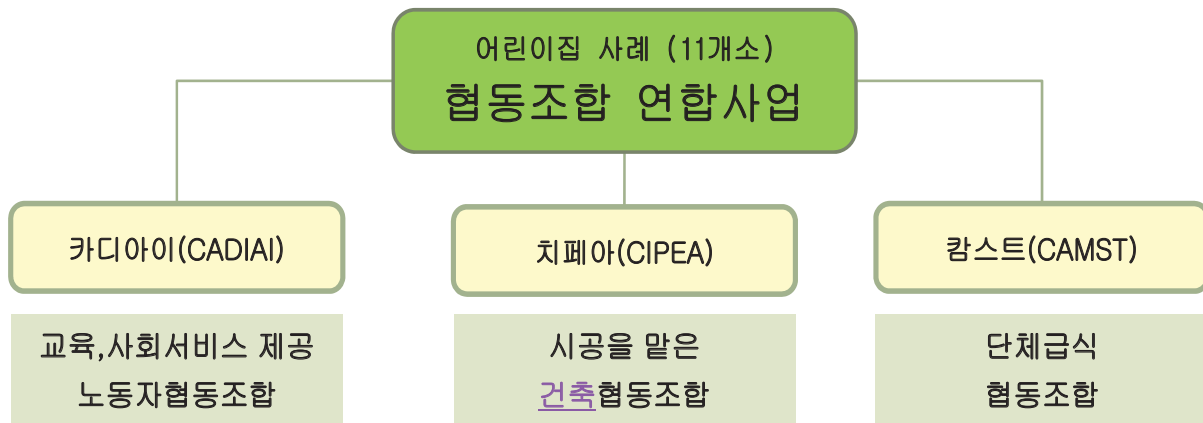 어린이집 사례 (11개소)
협동조합 연합사업
카디아이(CADIAI)
치페아(CIPEA)
캄스트(CAMST)
교육,사회서비스 제공
노동자협동조합
시공을 맡은
건축협동조합
단체급식
협동조합